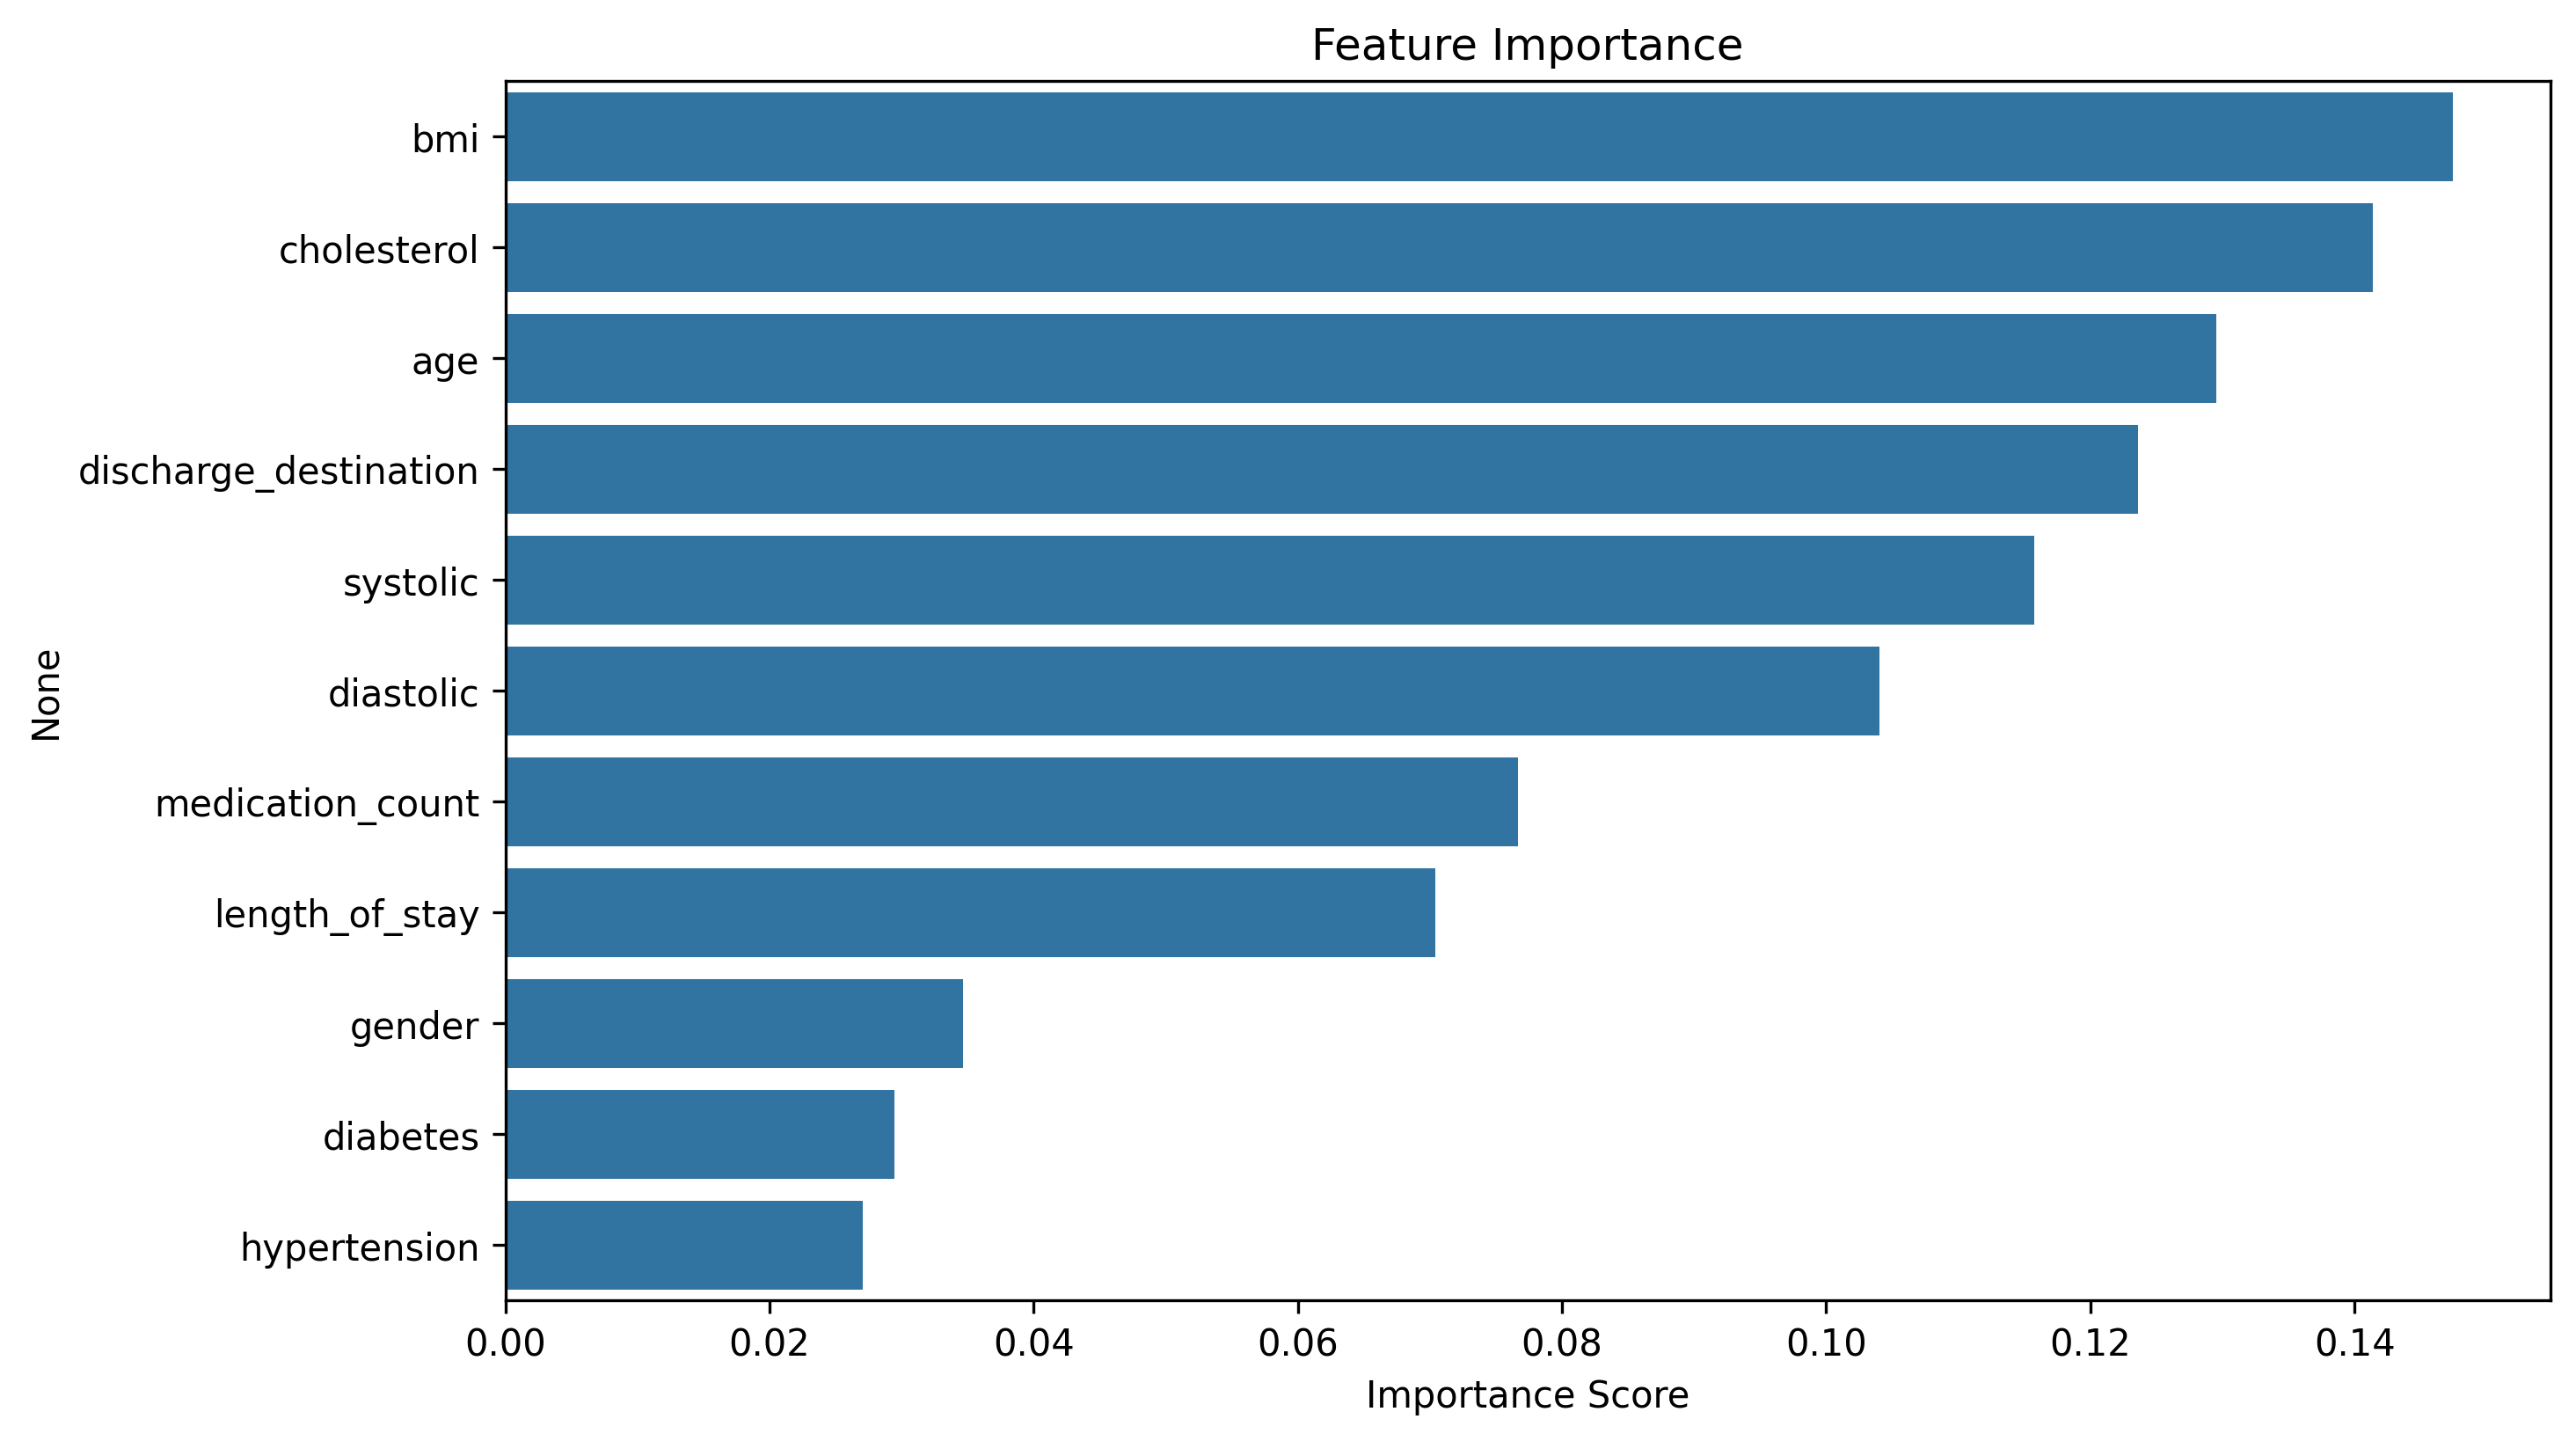 Feature Importance
bmi
cholesterol
age
discharge_destination
systolic
diastolic
medication_count
length_of_stay
gender
diabetes
hypertension
None
0.00 0.02 0.04 0.06 0.08 0.10 0.12 0.14
Importance Score